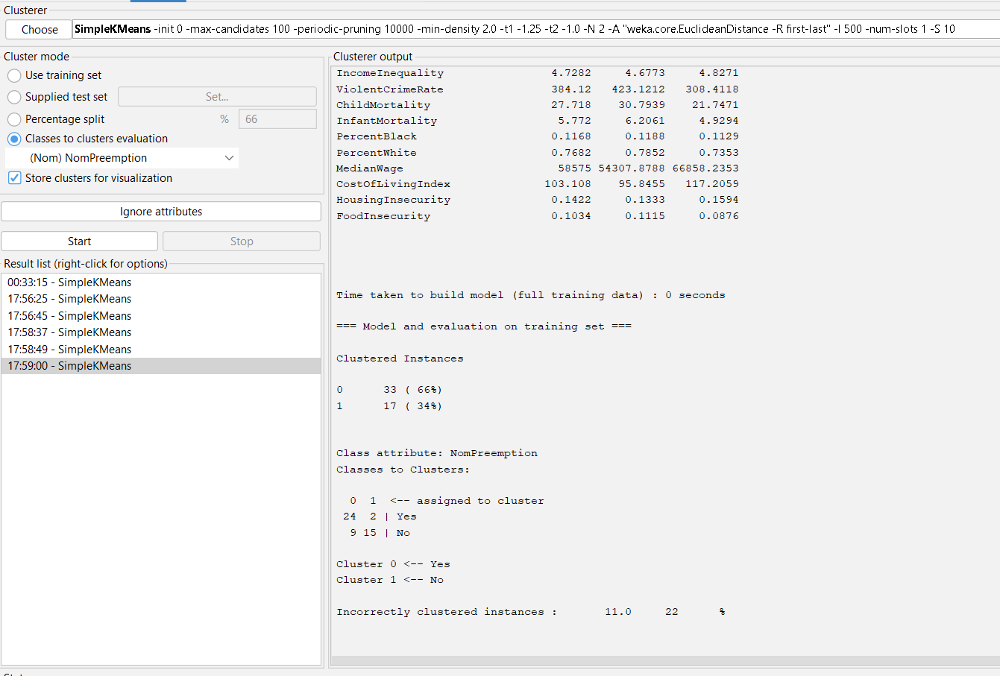 Clusterer
Choose SimpleKMeans -init 0 -max-candidates 100 -periodic-pruning 10000 -min-density 2.0 -t1 -1.25 -t2 -1.0 -N 2 -A "weka.core.EuclideanDistance -R first-last" -I 500 -num-slots 1 -S 10
Cluster mode
Use training set
Supplied test set Set...
Percentage split % 66
Classes to clusters evaluation
(Nom) NomPreemption
Store clusters for visualization
Ignore attributes
Start Stop
Result list (right-click for options)
00:33:15 - SimpleKMeans
17:56:25 - SimpleKMeans
17:56:45 - SimpleKMeans
17:58:37 - SimpleKMeans
17:58:49 - SimpleKMeans
17:59:00 - SimpleKMeans
Clusterer output
IncomeInequality 4.7282 4.6773 4.8271
ViolentCrimeRate 384.12 423.1212 308.4118
ChildMortality 27.718 30.7939 21.7471
InfantMortality 5.772 6.2061 4.9294
PercentBlack 0.1168 0.1188 0.1129
PercentWhite 0.7682 0.7852 0.7353
MedianWage 58575 54307.8788 66858.2353
CostOfLivingIndex 103.108 95.8455 117.2059
HousingInsecurity 0.1422 0.1333 0.1594
FoodInsecurity 0.1034 0.1115 0.0876
Time taken to build model (full training data) : 0 seconds
=== Model and evaluation on training set ===
Clustered Instances
0 33 ( 66%)
1 17 ( 34%)
Class attribute: NomPreemption
Classes to Clusters:
0 1 <-- assigned to cluster
24 2 | Yes
9 15 | No
Cluster 0 <-- Yes
Cluster 1 <-- No
Incorrectly clustered instances : 11.0 22 %